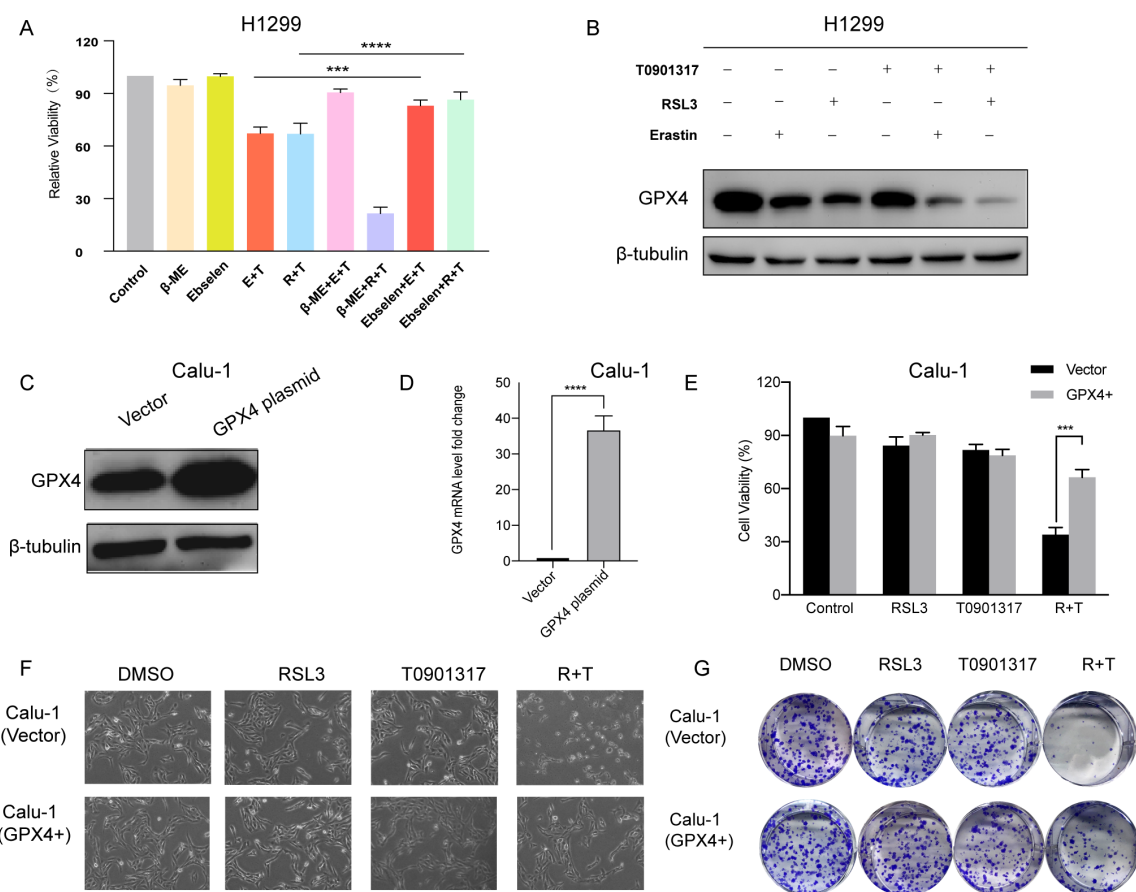 A
H1299
Relative Viability (%)
120
90
60
30
0
****
***
Control
β-ME
Ebselen
E+T
R+T
β-ME+E+T
β-ME+R+T
Ebselen+E+T
Ebselen+R+T
B
H1299
T0901317 − − − + + +
RSL3 − − + − − +
Erastin − + − − + −
GPX4
β-tubulin
C
Calu-1
Vector
GPX4 plasmid
GPX4
β-tubulin
D
Calu-1
GPX4 mRNA level fold change
50
40
30
20
10
0
****
Vector
GPX4 plasmid
E
Calu-1
Vector
GPX4+
Cell Viability (%)
120
90
60
30
0
***
Control
RSL3
T0901317
R+T
F
DMSO
RSL3
T0901317
R+T
Calu-1
(Vector)
Calu-1
(GPX4+)
G
DMSO
RSL3
T0901317
R+T
Calu-1
(Vector)
Calu-1
(GPX4+)